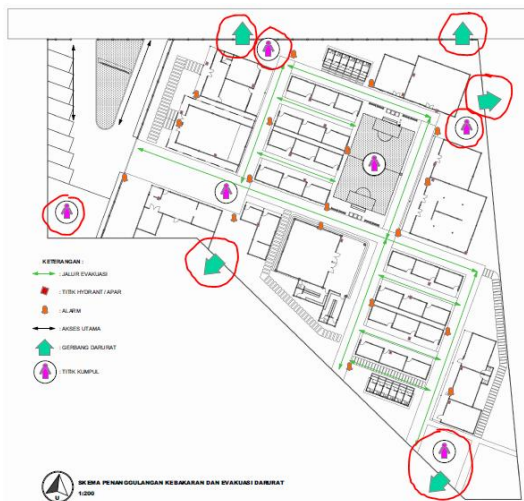 KETERANGAN :
: JALUR EVAKUASI
: TITIK HYDRANT / APAR
: ALARM
: AKSES UTAMA
: GERBANG DARURAT
: TITIK KUMPUL
SKEMA PENANGGULANGAN KEBAKARAN DAN EVAKUASI DARURAT
1:200
U